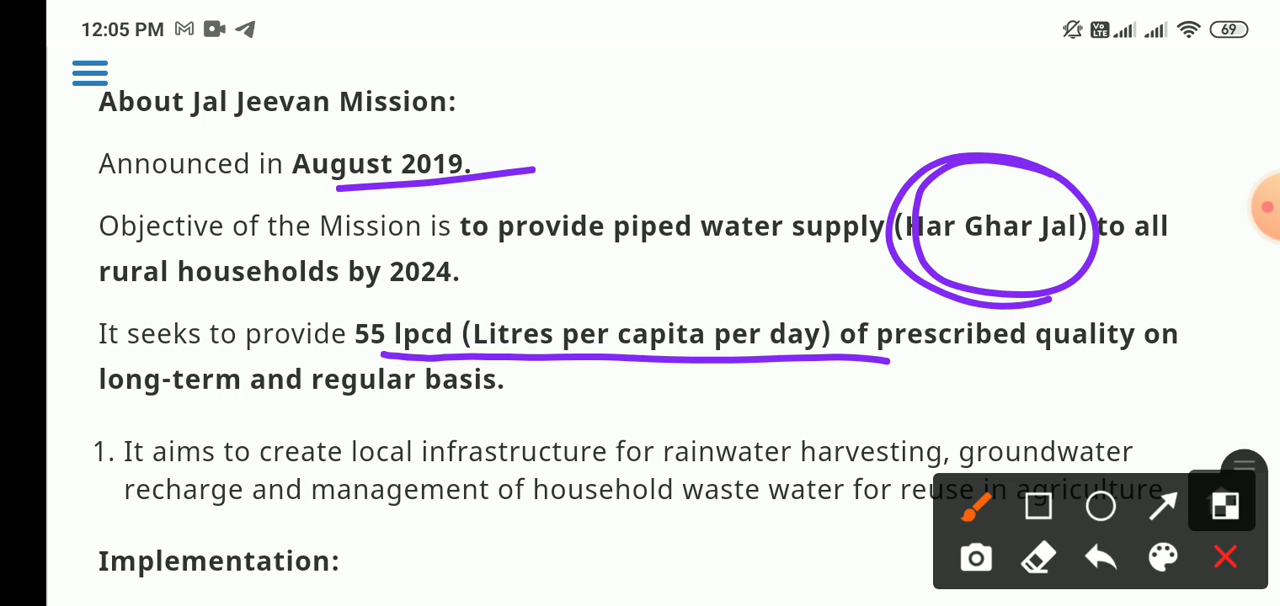 12:05 PM
Vo LTE
69
About Jal Jeevan Mission:
Announced in August 2019.
Objective of the Mission is to provide piped water supply (Har Ghar Jal) to all
rural households by 2024.
It seeks to provide 55 lpcd (Litres per capita per day) of prescribed quality on
long-term and regular basis.
1. It aims to create local infrastructure for rainwater harvesting, groundwater
recharge and management of household waste water for reuse in agriculture
Implementation: